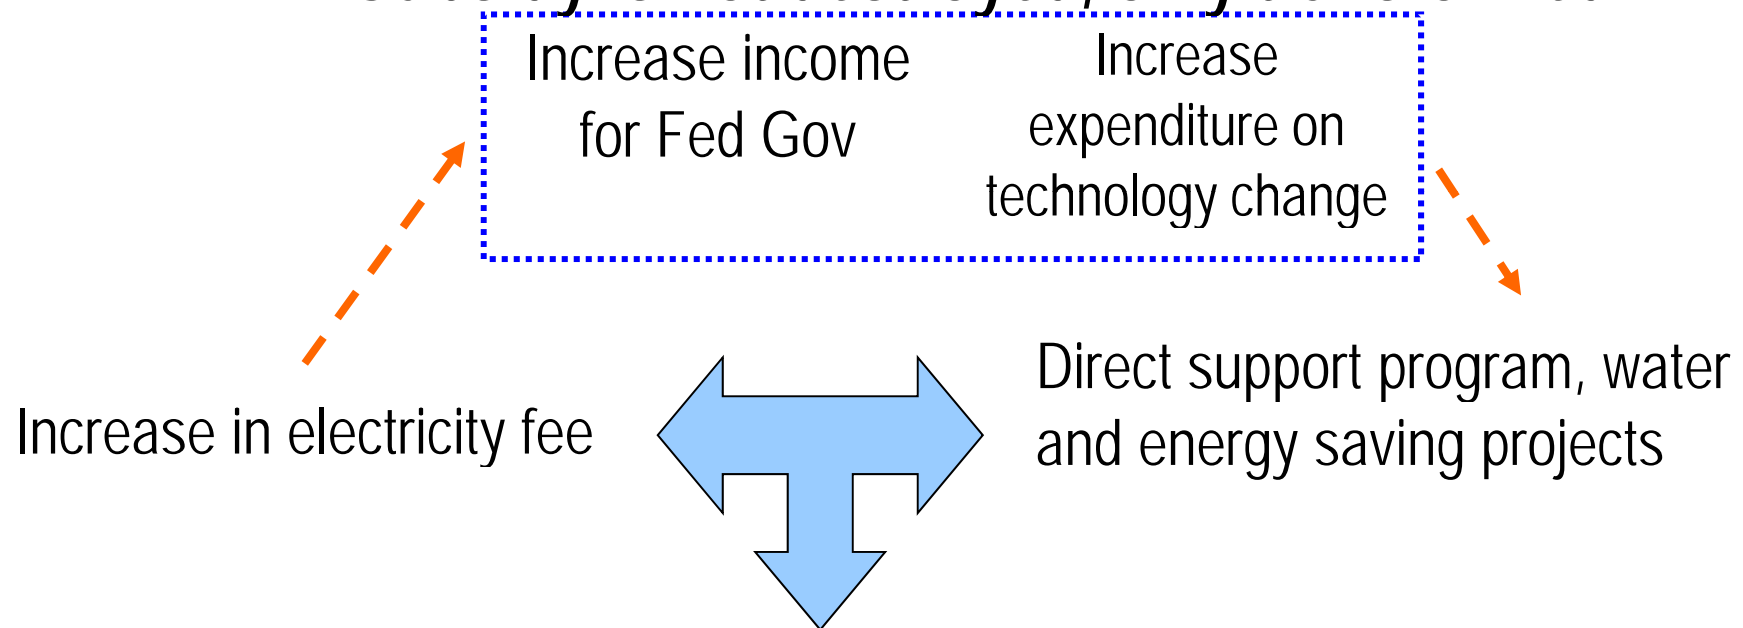 Increase income
for Fed Gov
Increase
expenditure on
technology change
Increase in electricity fee
Direct support program, water
and energy saving projects